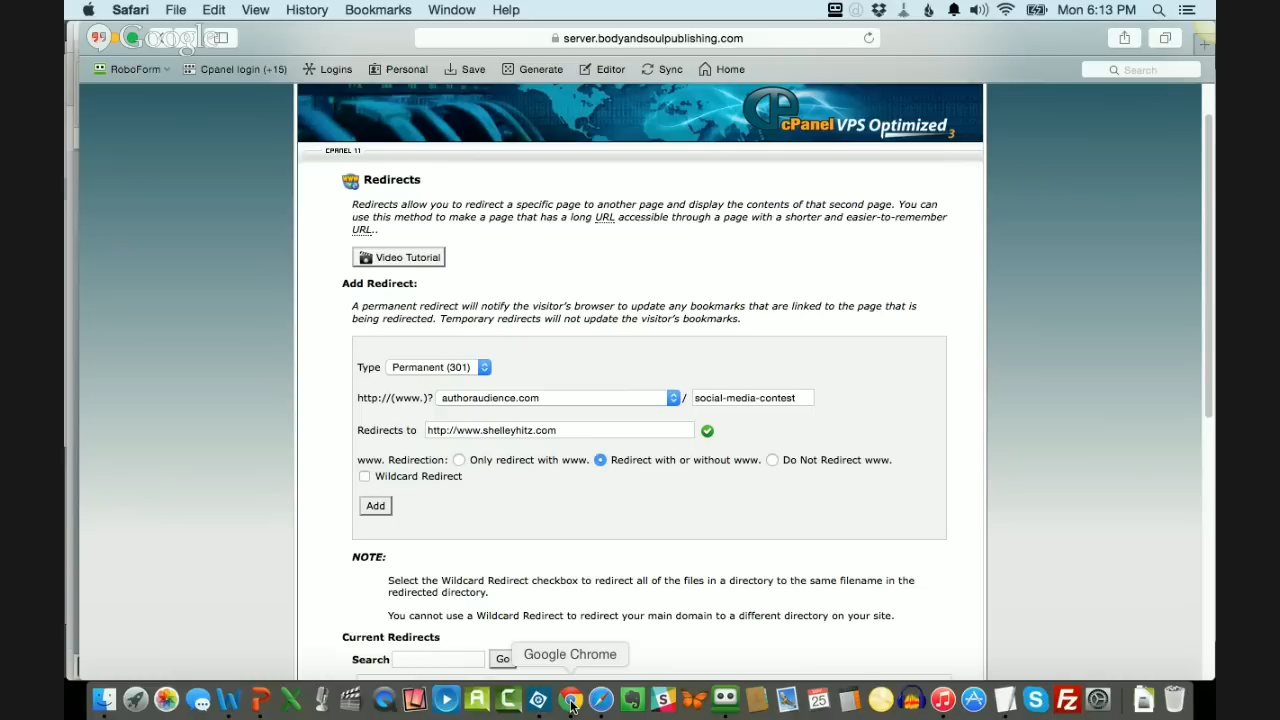 Safari File Edit View History Bookmarks Window Help Mon 6:13 PM
Google
server.bodyandsoulpublishing.com
RoboForm Cpanel login (+15) Logins Personal Save Generate Editor Sync Home Search
cPanel VPS Optimized 3
CPANEL 11
Redirects
Redirects allow you to redirect a specific page to another page and display the contents of that second page. You can
use this method to make a page that has a long URL accessible through a page with a shorter and easier-to-remember
URL..
Video Tutorial
Add Redirect:
A permanent redirect will notify the visitor's browser to update any bookmarks that are linked to the page that is
being redirected. Temporary redirects will not update the visitor's bookmarks.
Type Permanent (301)
http://(www.)? authoraudience.com / social-media-contest
Redirects to http://www.shelleyhitz.com
www. Redirection: Only redirect with www. Redirect with or without www. Do Not Redirect www.
Wildcard Redirect
Add
NOTE:
Select the Wildcard Redirect checkbox to redirect all of the files in a directory to the same filename in the
redirected directory.
You cannot use a Wildcard Redirect to redirect your main domain to a different directory on your site.
Current Redirects
Search Go
Google Chrome
25